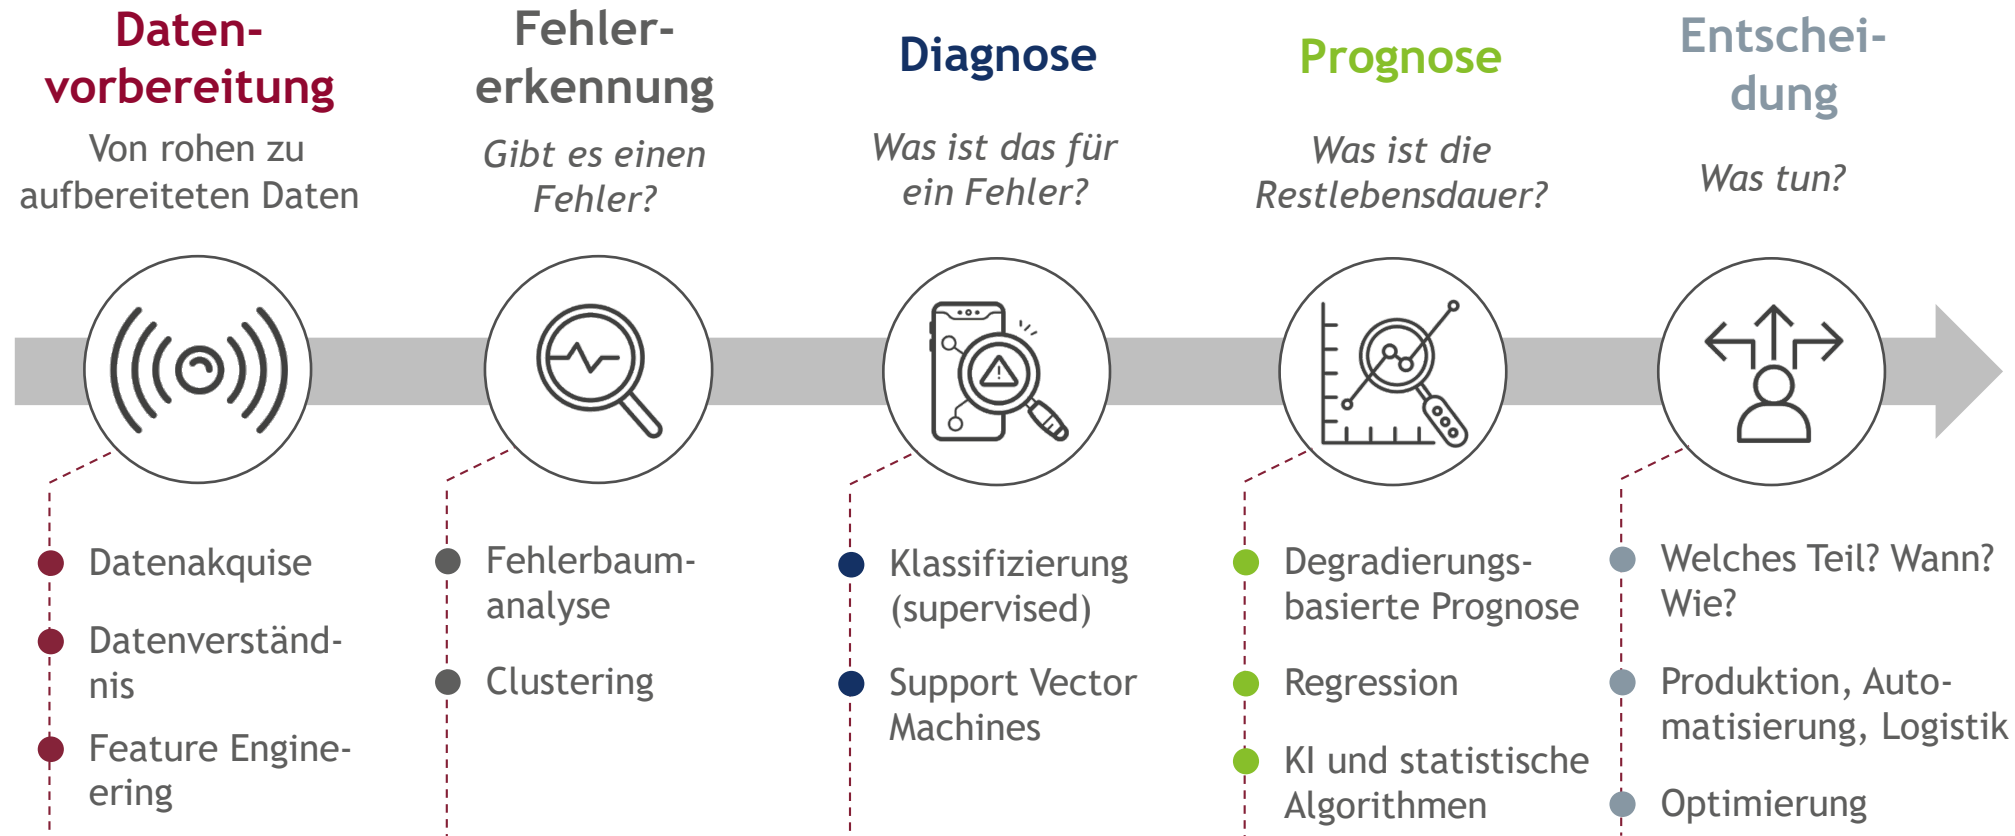 Daten-
vorbereitung
Von rohen zu
aufbereiteten Daten
Datenakquise
Datenverständ-
nis
Feature Engine-
ering
Fehler-
erkennung
Gibt es einen
Fehler?
Fehlerbaum-
analyse
Clustering
Diagnose
Was ist das für
ein Fehler?
Klassifizierung
(supervised)
Support Vector
Machines
Prognose
Was ist die
Restlebensdauer?
Degradierungs-
basierte Prognose
Regression
KI und statistische
Algorithmen
Entschei-
dung
Was tun?
Welches Teil? Wann?
Wie?
Produktion, Auto-
matisierung, Logistik
Optimierung